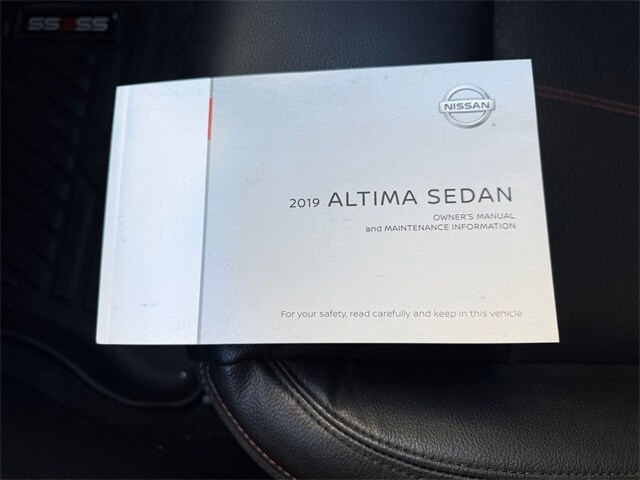 NISSAN
2019 ALTIMA SEDAN
OWNER'S MANUAL
and MAINTENANCE INFORMATION
For your safety, read carefully and keep in this vehicle.